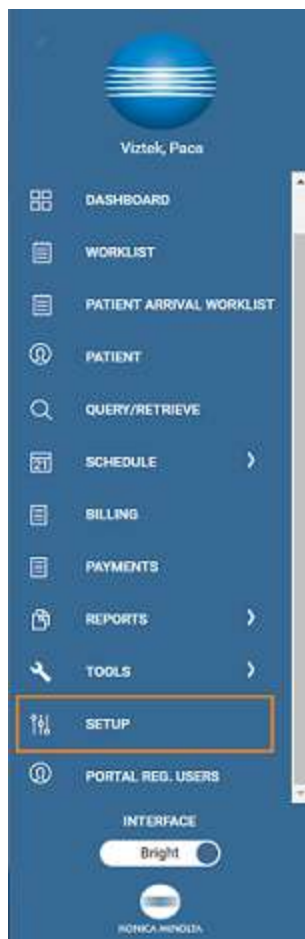 Viztek, Paca
DASHBOARD
WORKLIST
PATIENT ARRIVAL WORKLIST
PATIENT
QUERY/RETRIEVE
21 SCHEDULE
BILLING
PAYMENTS
REPORTS
TOOLS
SETUP
PORTAL REG. USERS
INTERFACE
Bright
KONICA MINOLTA